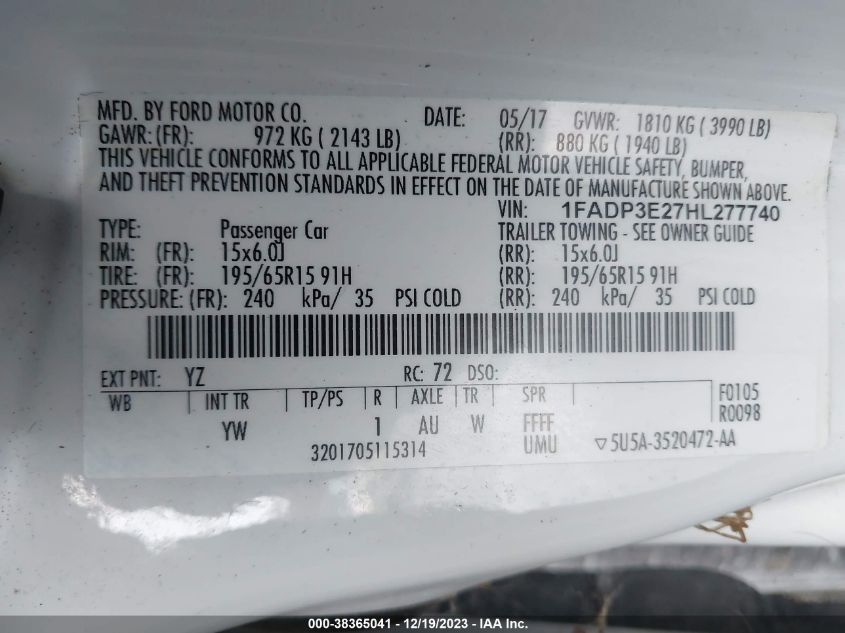 MFD. BY FORD MOTOR CO. DATE: 05/17 GVWR: 1810 KG ( 3990 LB)
GAWR: (FR): 972 KG ( 2143 LB) (RR): 880 KG ( 1940 LB)
THIS VEHICLE CONFORMS TO ALL APPLICABLE FEDERAL MOTOR VEHICLE SAFETY, BUMPER,
AND THEFT PREVENTION STANDARDS IN EFFECT ON THE DATE OF MANUFACTURE SHOWN ABOVE.
VIN: 1FADP3E27HL277740
TYPE: Passenger Car TRAILER TOWING - SEE OWNER GUIDE
RIM: (FR): 15x6.0J (RR): 15x6.0J
TIRE: (FR): 195/65R15 91H (RR): 195/65R15 91H
PRESSURE: (FR): 240 kPa/ 35 PSI COLD (RR): 240 kPa/ 35 PSI COLD
EXT PNT: YZ RC: 72 DSO:
WB INT TR TP/PS R AXLE TR SPR F0105
R0098
YW 1 AU W FFFF
3201705115314 UMU ▽5U5A-3520472-AA
000-38365041 - 12/19/2023 - IAA Inc.